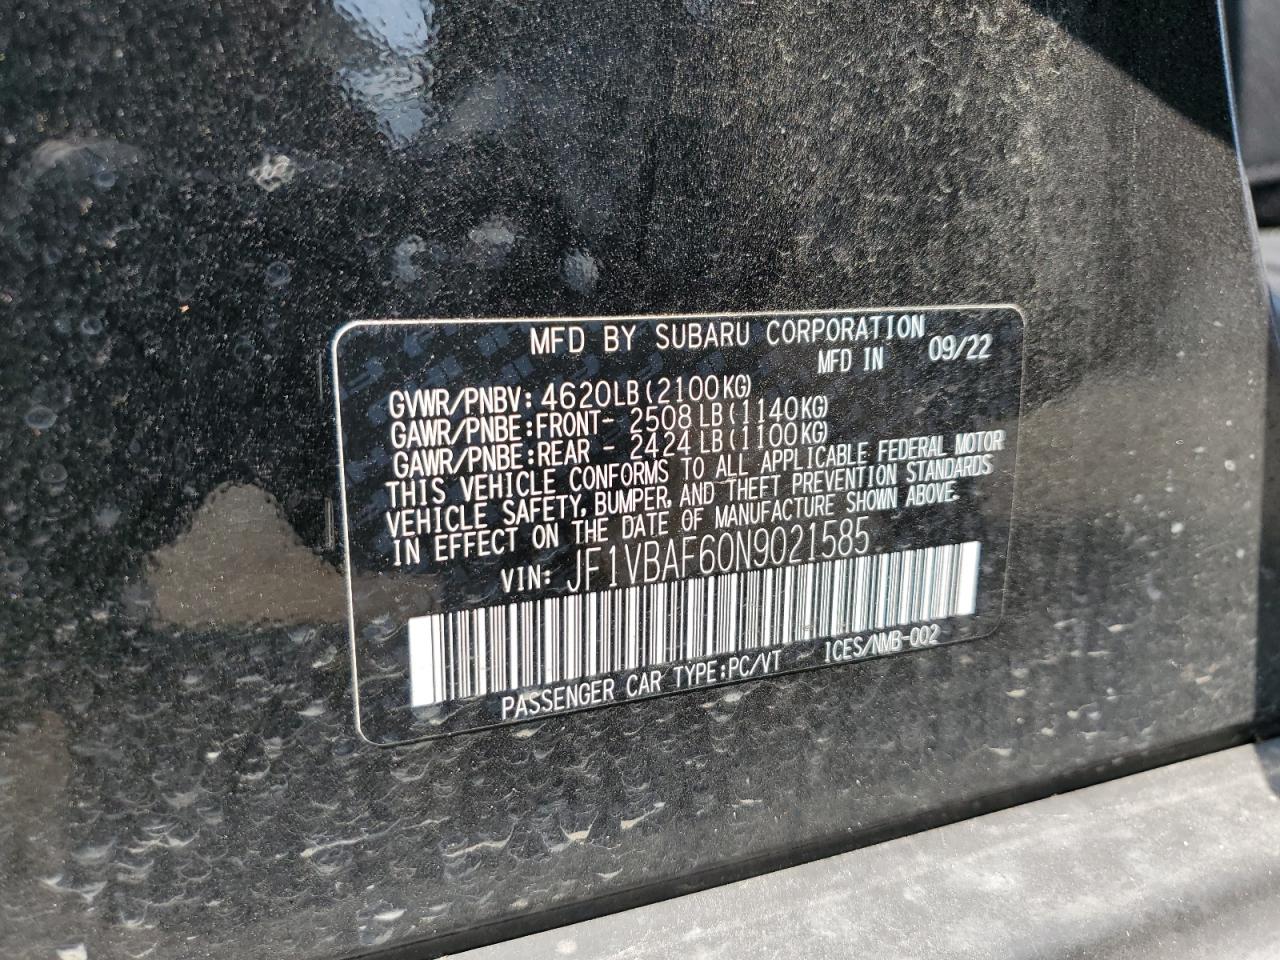 MFD BY SUBARU CORPORATION
MFD IN 09/22
GVWR/PNBV: 4620LB(2100KG)
GAWR/PNBE:FRONT- 2508 LB(1140KG)
GAWR/PNBE:REAR - 2424 LB(1100KG)
THIS VEHICLE CONFORMS TO ALL APPLICABLE FEDERAL MOTOR
VEHICLE SAFETY, BUMPER, AND THEFT PREVENTION STANDARDS
IN EFFECT ON THE DATE OF MANUFACTURE SHOWN ABOVE.
VIN: JF1VBAF60N9021585
PASSENGER CAR TYPE:PC/VT ICES/NMB-002